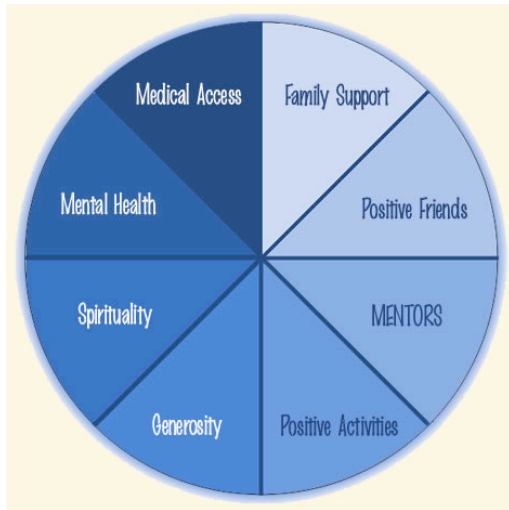 Medical Access
Family Support
Mental Health
Positive Friends
Spirituality
MENTORS
Generosity
Positive Activities